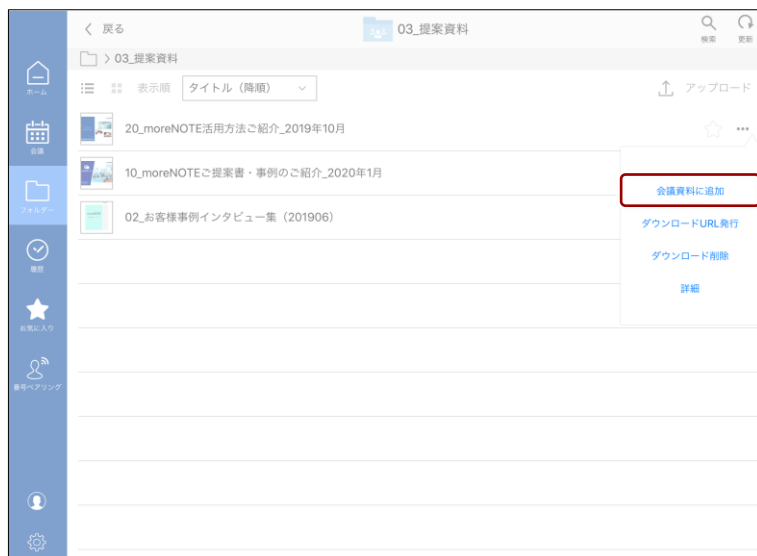 戻る
03_提案資料
検索
更新
03_提案資料
表示順
タイトル（降順）
アップロード
20_moreNOTE活用方法ご紹介_2019年10月
10_moreNOTEご提案書・事例のご紹介_2020年1月
02_お客様事例インタビュー集（201906）
会議資料に追加
ダウンロードURL発行
ダウンロード削除
詳細
ホーム
会議
フォルダー
履歴
お気に入り
番号ペアリング